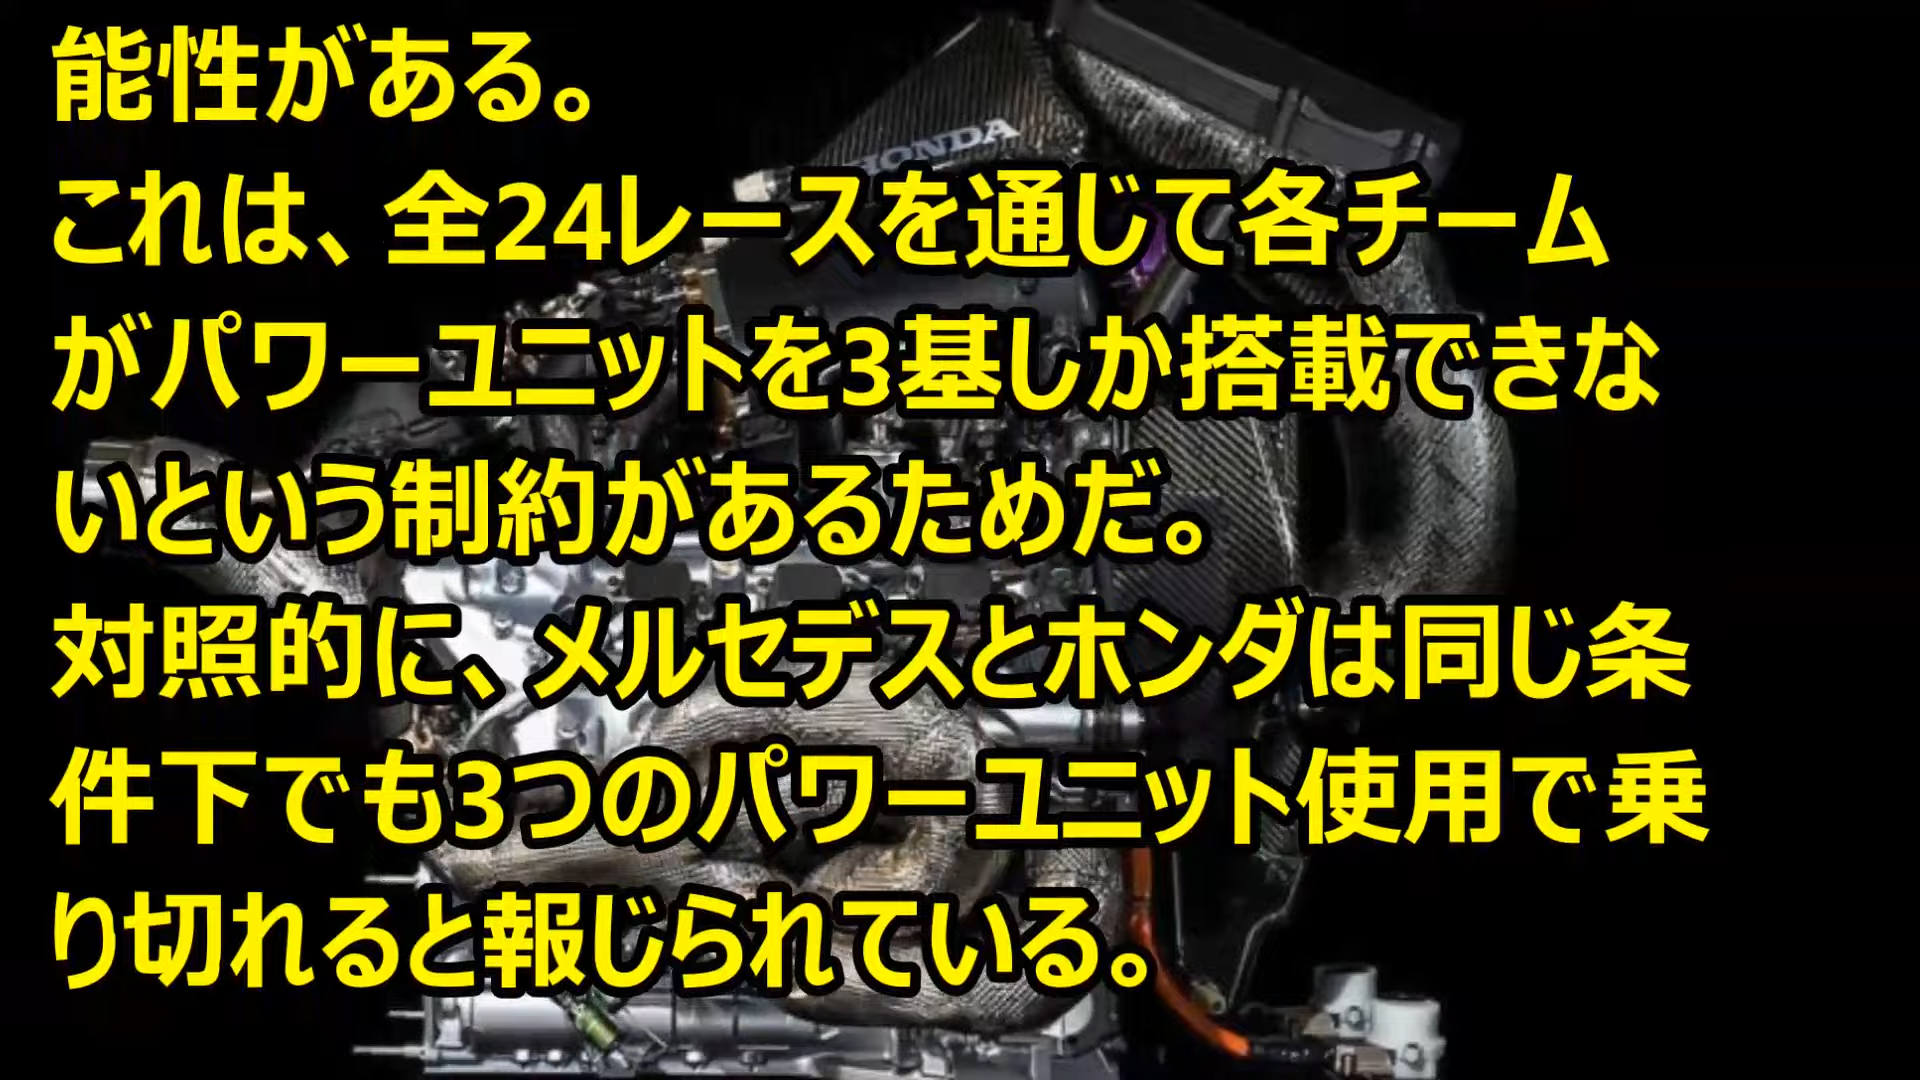 能性がある。
HONDA
これは、全24レースを通じて各チーム
がパワーユニットを3基しか搭載できな
いという制約があるためだ。
対照的に、メルセデスとホンダは同じ条
件下でも3つのパワーユニット使用で乗
り切れると報じられている。